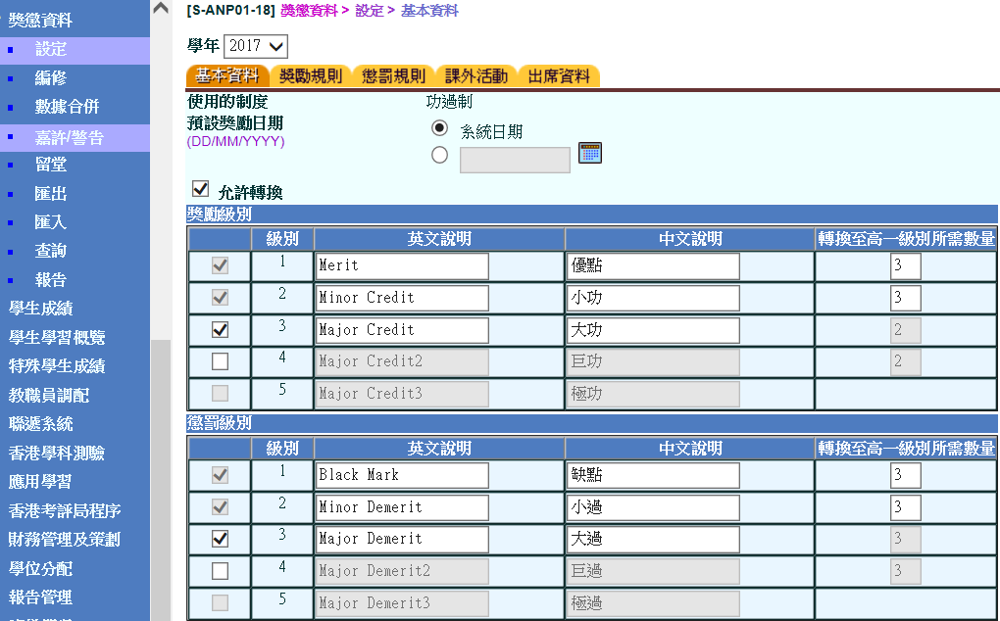 獎懲資料
設定
編修
數據合併
嘉許/警告
留堂
匯出
匯入
查詢
報告
學生成績
學生學習概覽
特殊學生成績
教職員調配
聯遞系統
香港學科測驗
應用學習
香港考評局程序
財務管理及策劃
學位分配
報告管理
[S-ANP01-18] 獎懲資料 > 設定 > 基本資料
學年 2017
基本資料 獎勵規則 懲罰規則 課外活動 出席資料
使用的制度 功過制
預設獎勵日期
(DD/MM/YYYY)
系統日期
允許轉換
獎勵級別
級別 英文說明 中文說明 轉換至高一級別所需數量
1 Merit 優點 3
2 Minor Credit 小功 3
3 Major Credit 大功 2
4 Major Credit2 巨功 2
5 Major Credit3 極功
懲罰級別
級別 英文說明 中文說明 轉換至高一級別所需數量
1 Black Mark 缺點 3
2 Minor Demerit 小過 3
3 Major Demerit 大過 3
4 Major Demerit2 巨過 3
5 Major Demerit3 極過